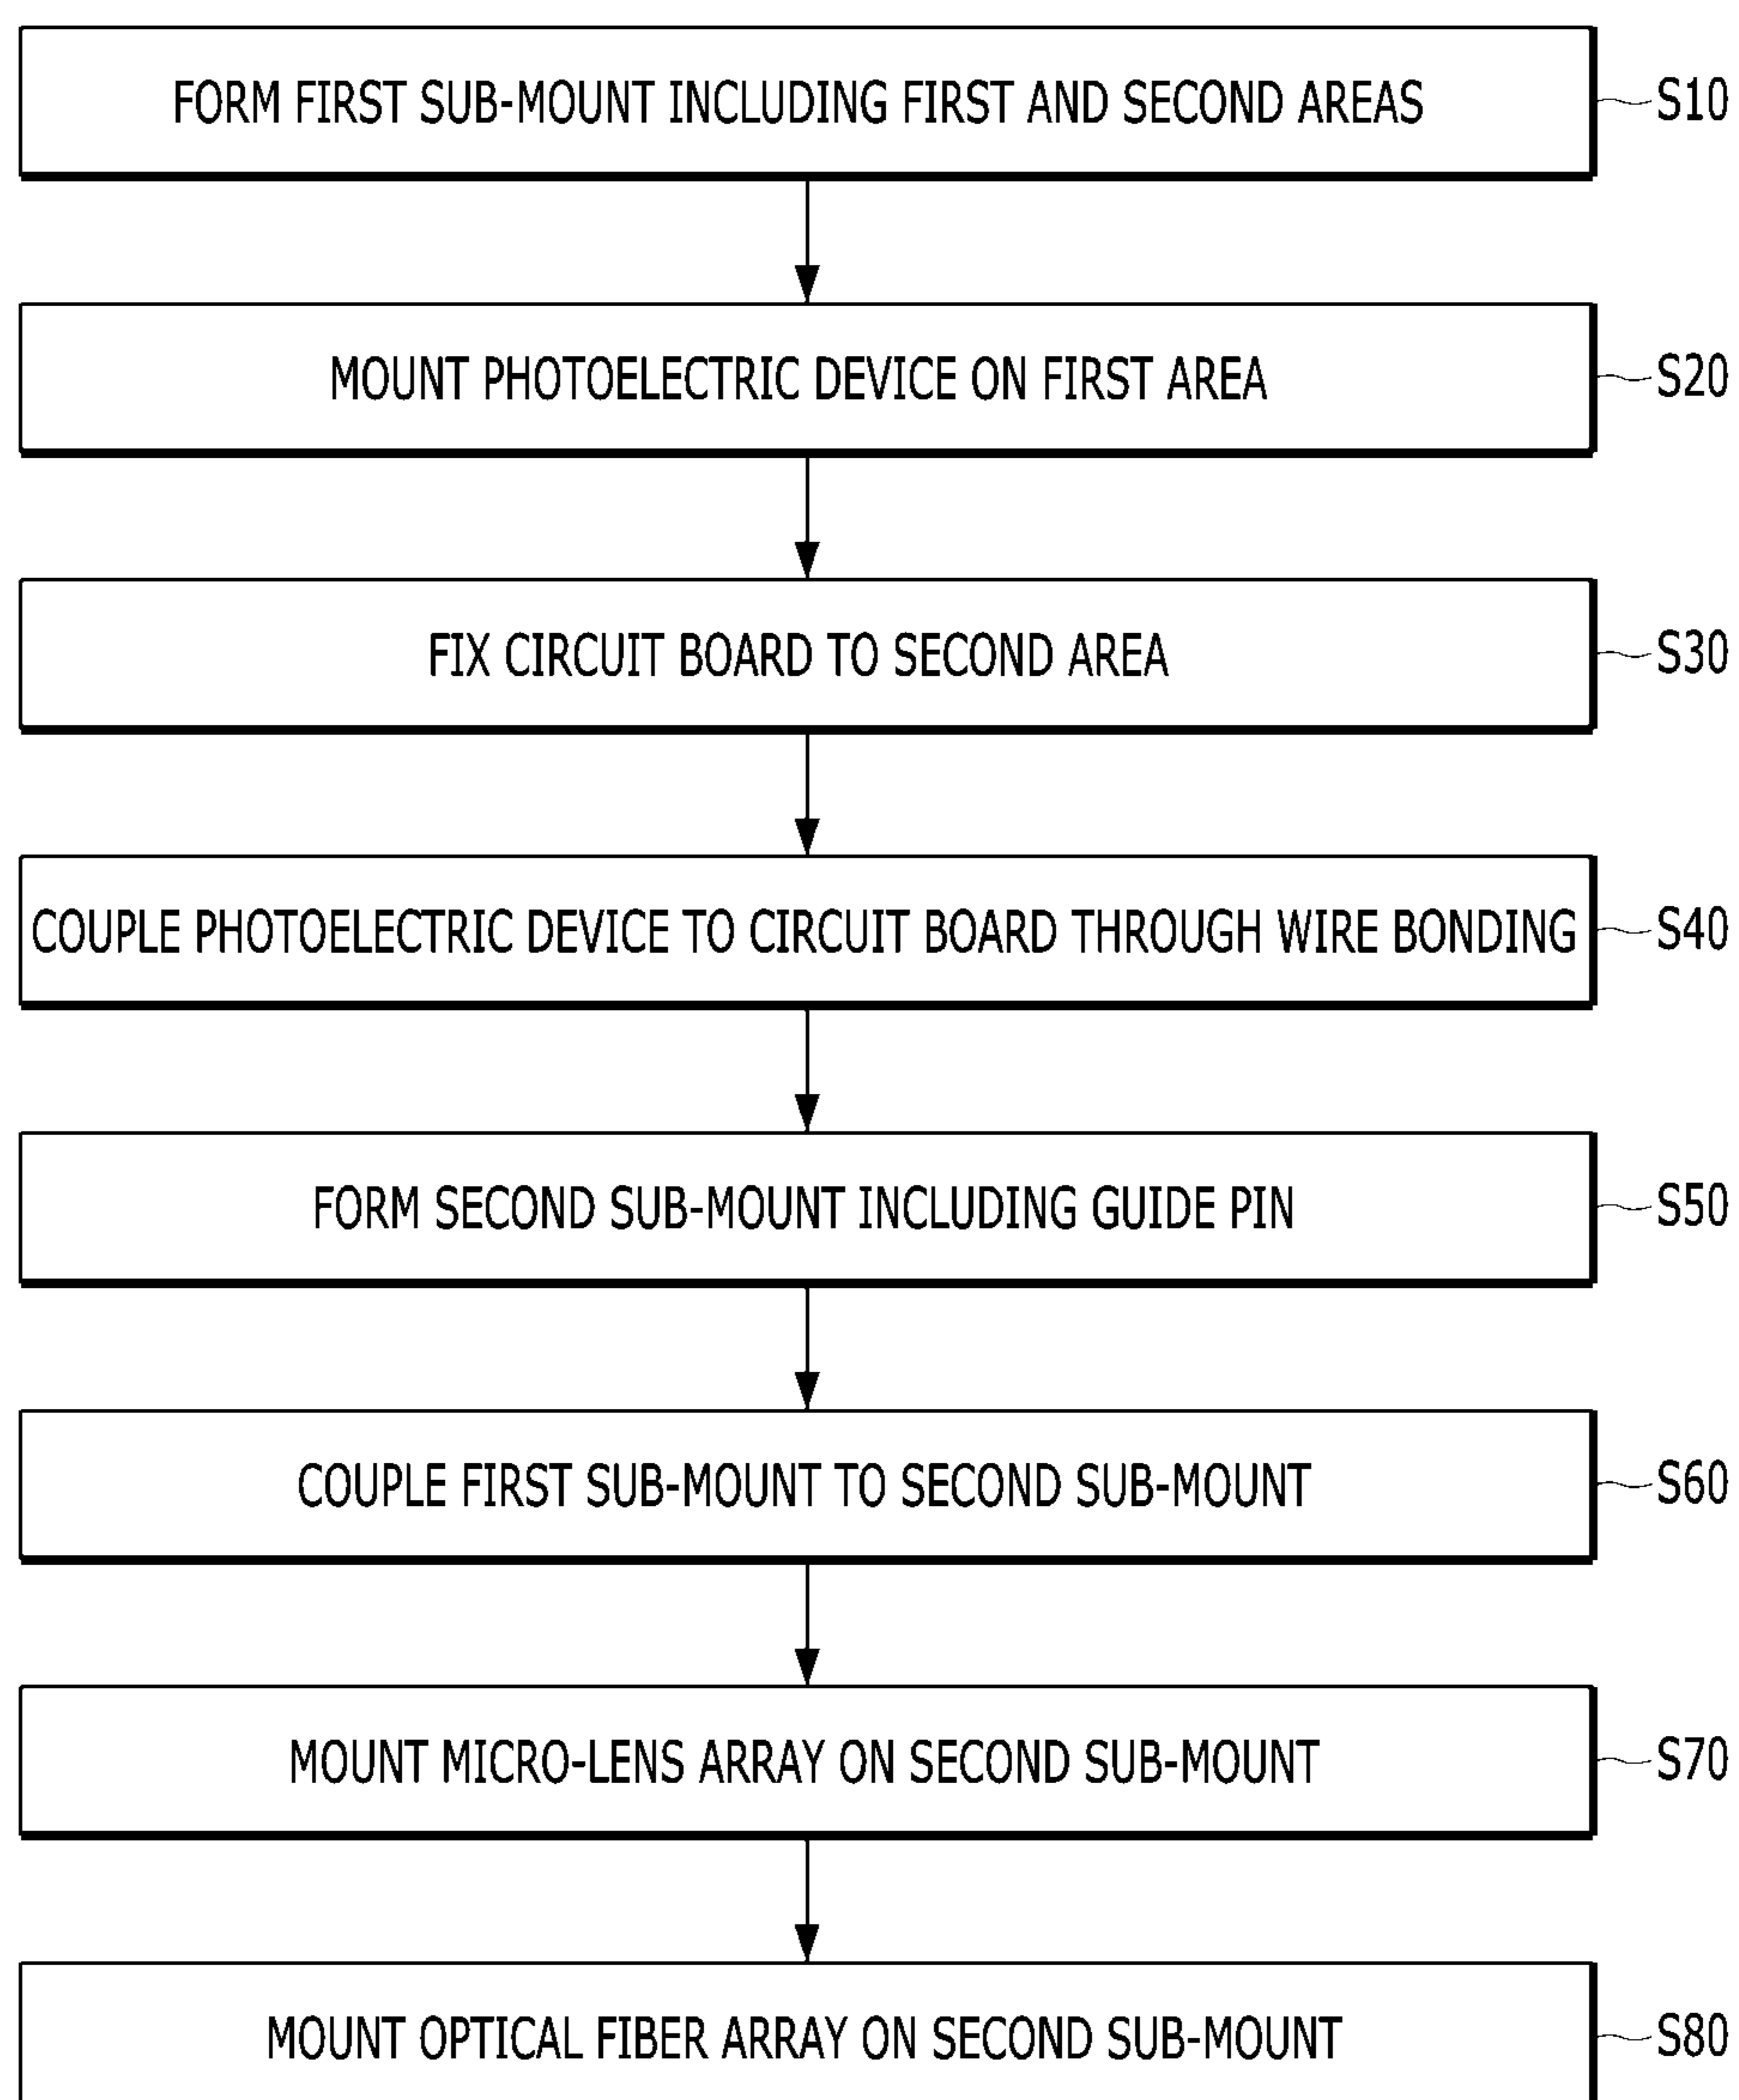 FORM FIRST SUB-MOUNT INCLUDING FIRST AND SECOND AREAS S10
MOUNT PHOTOELECTRIC DEVICE ON FIRST AREA S20
FIX CIRCUIT BOARD TO SECOND AREA S30
COUPLE PHOTOELECTRIC DEVICE TO CIRCUIT BOARD THROUGH WIRE BONDING S40
FORM SECOND SUB-MOUNT INCLUDING GUIDE PIN S50
COUPLE FIRST SUB-MOUNT TO SECOND SUB-MOUNT S60
MOUNT MICRO-LENS ARRAY ON SECOND SUB-MOUNT S70
MOUNT OPTICAL FIBER ARRAY ON SECOND SUB-MOUNT S80